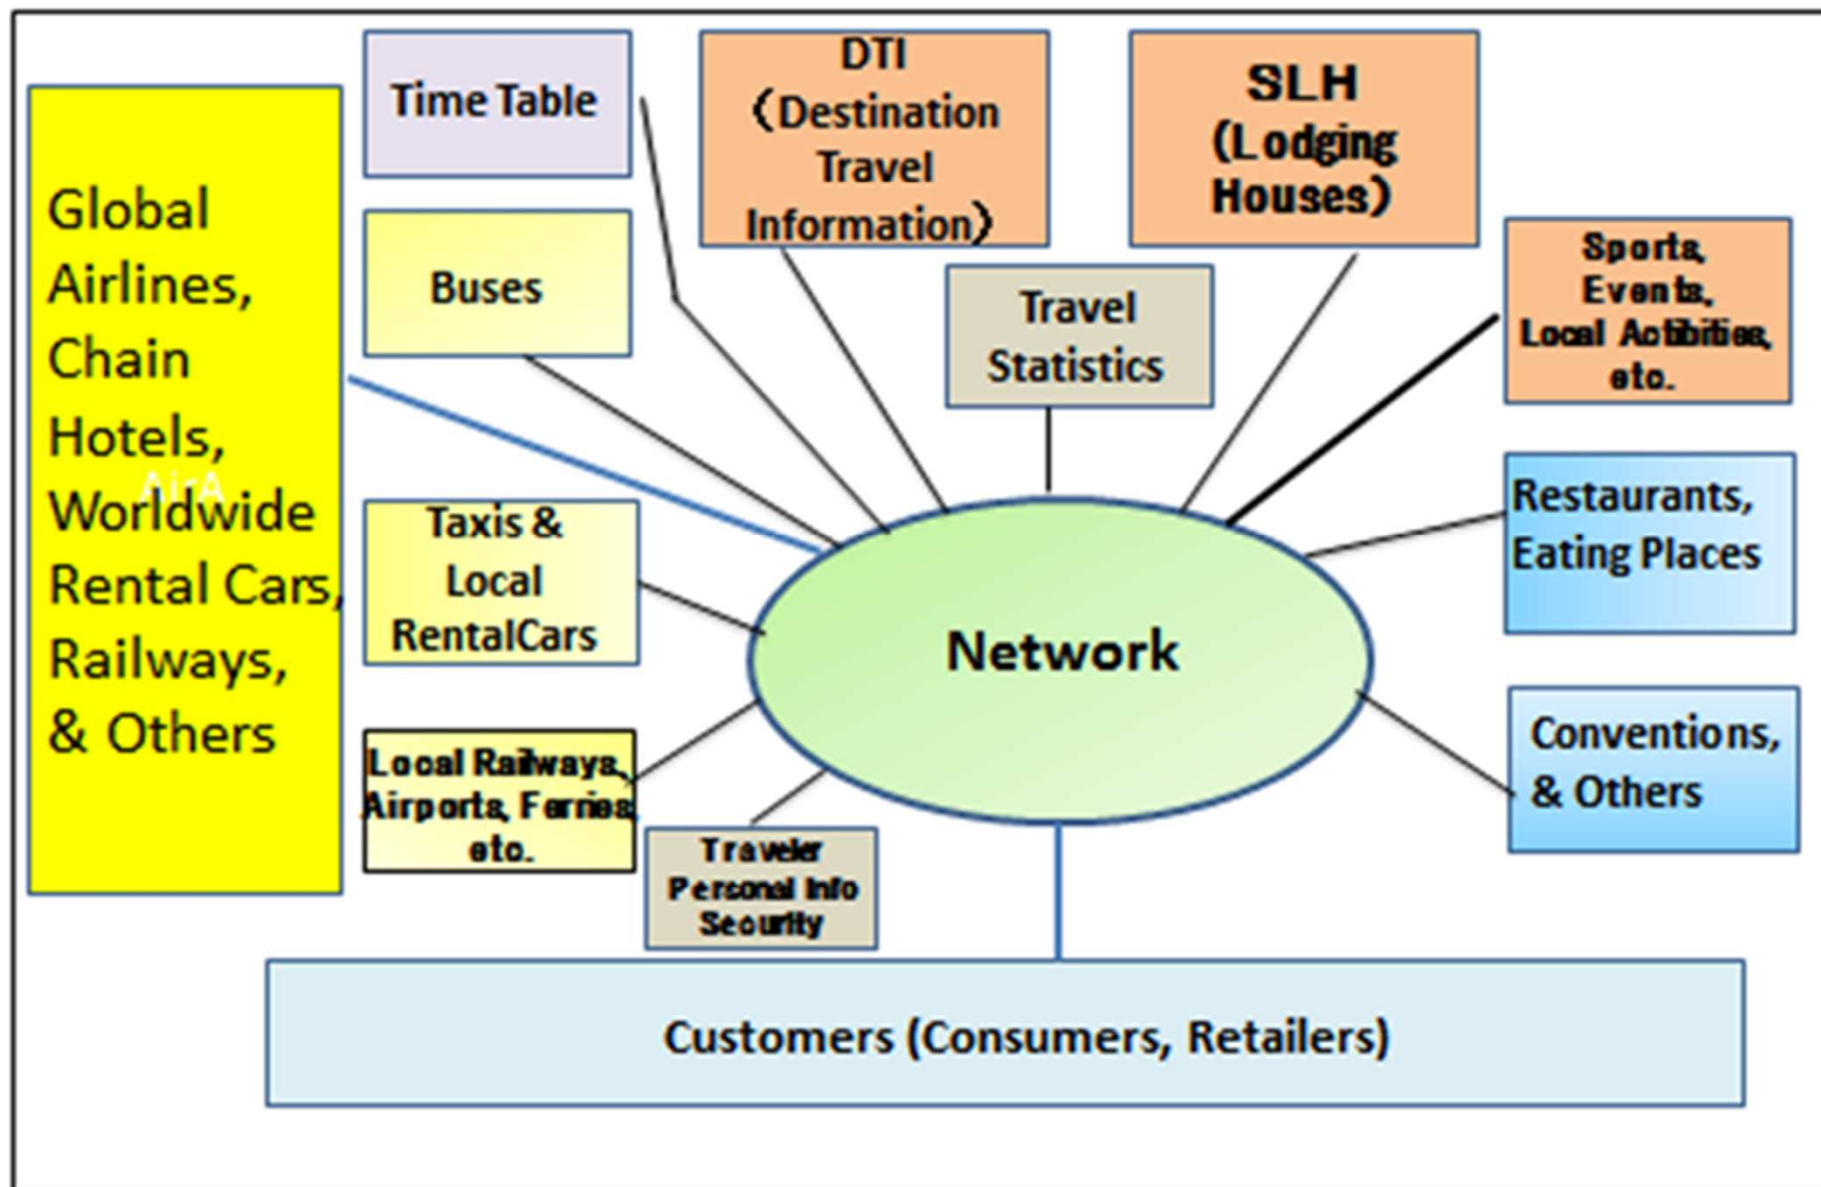 Global
Airlines,
Chain
Hotels,
AirA
Worldwide
Rental Cars,
Railways,
& Others
Time Table
Buses
Taxis &
Local
RentalCars
Local Railways,
Airports, Ferries,
etc.
DTI
(Destination
Travel
Information)
SLH
(Lodging
Houses)
Travel
Statistics
Sports,
Events,
Local Actibities,
etc.
Restaurants,
Eating Places
Conventions,
& Others
Network
Traveler
Personal Info
Security
Customers (Consumers, Retailers)